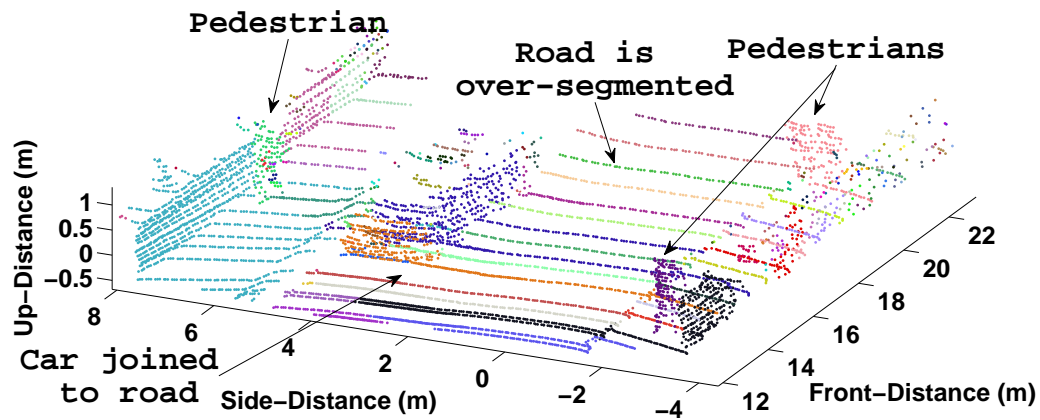 Pedestrian
Road is
over-segmented
Pedestrians
Up-Distance (m)
1
0.5
0
-0.5
8
6
4
2
0
-2
-4
Side-Distance (m)
12
14
16
18
20
22
Front-Distance (m)
Car joined
to road